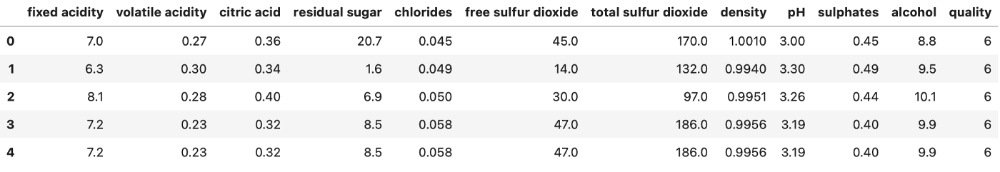 fixed acidity volatile acidity citric acid residual sugar chlorides free sulfur dioxide total sulfur dioxide density pH sulphates alcohol quality
0 7.0 0.27 0.36 20.7 0.045 45.0 170.0 1.0010 3.00 0.45 8.8 6
1 6.3 0.30 0.34 1.6 0.049 14.0 132.0 0.9940 3.30 0.49 9.5 6
2 8.1 0.28 0.40 6.9 0.050 30.0 97.0 0.9951 3.26 0.44 10.1 6
3 7.2 0.23 0.32 8.5 0.058 47.0 186.0 0.9956 3.19 0.40 9.9 6
4 7.2 0.23 0.32 8.5 0.058 47.0 186.0 0.9956 3.19 0.40 9.9 6